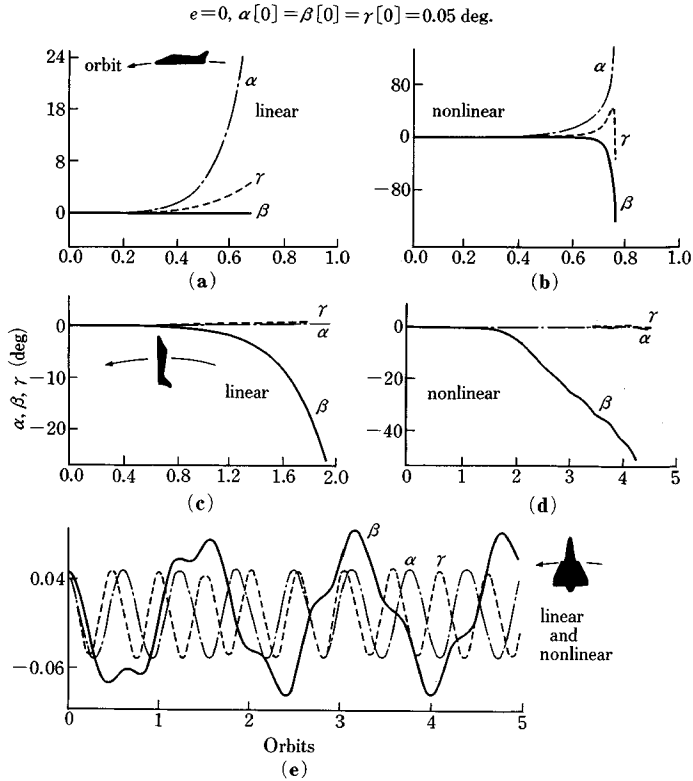 e=0, α[0]=β[0]=γ[0]=0.05 deg.
24
18
8
0
orbit
α
linear
γ
β
0.0 0.2 0.4 0.6 0.8 1.0
(a)
80
0
−80
nonlinear
α
γ
β
0.0 0.2 0.4 0.6 0.8 1.0
(b)
α, β, γ (deg)
0
−10
−20
γ
α
linear
β
0.0 0.4 0.8 1.2 1.6 2.0
(c)
0
−20
−40
γ
α
nonlinear
β
0 1 2 3 4 5
(d)
0.04
−0.06
β
α
γ
linear
and
nonlinear
0 1 2 3 4 5
Orbits
(e)